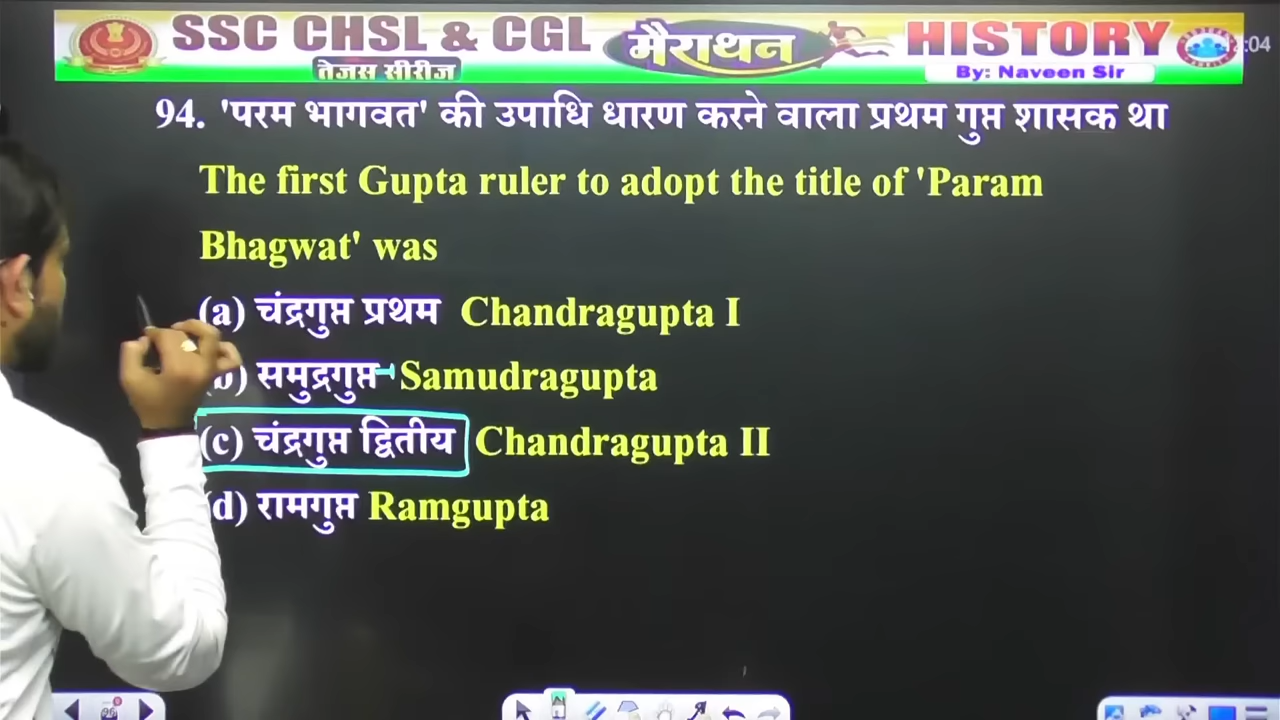 SSC CHSL & CGL मैराथन HISTORY
तेजस सीरीज By: Naveen Sir
94. 'परम भागवत' की उपाधि धारण करने वाला प्रथम गुप्त शासक था
The first Gupta ruler to adopt the title of 'Param
Bhagwat' was
(a) चंद्रगुप्त प्रथम Chandragupta I
b) समुद्रगुप्त Samudragupta
(c) चंद्रगुप्त द्वितीय Chandragupta II
d) रामगुप्त Ramgupta